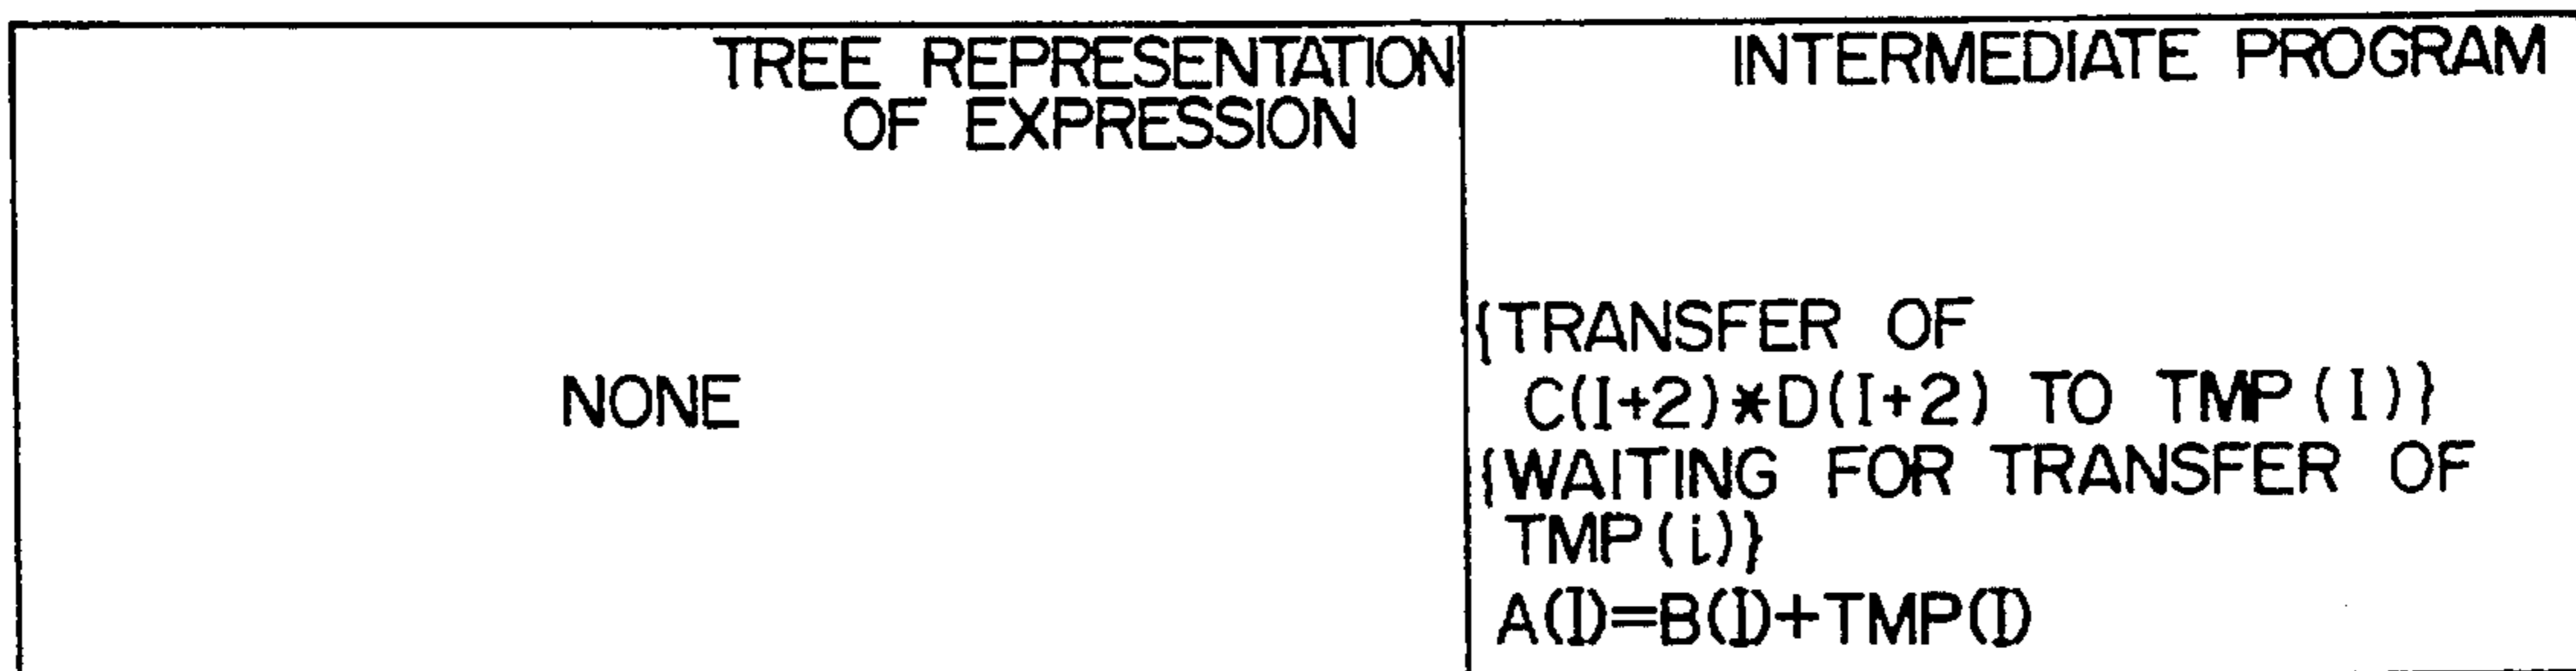 TREE REPRESENTATION
OF EXPRESSION
INTERMEDIATE PROGRAM
NONE
{TRANSFER OF
C(I+2)*D(I+2) TO TMP(I)}
{WAITING FOR TRANSFER OF
TMP(i)}
A(I)=B(I)+TMP(I)